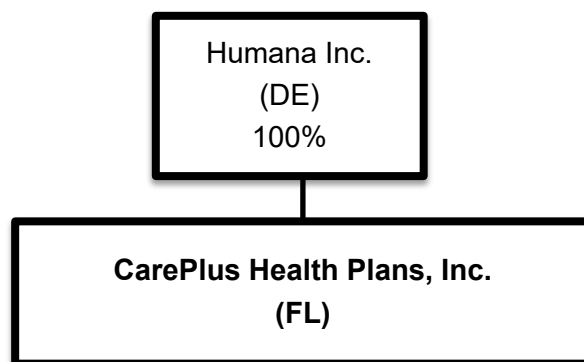 Humana Inc.
(DE)
100%
CarePlus Health Plans, Inc.
(FL)